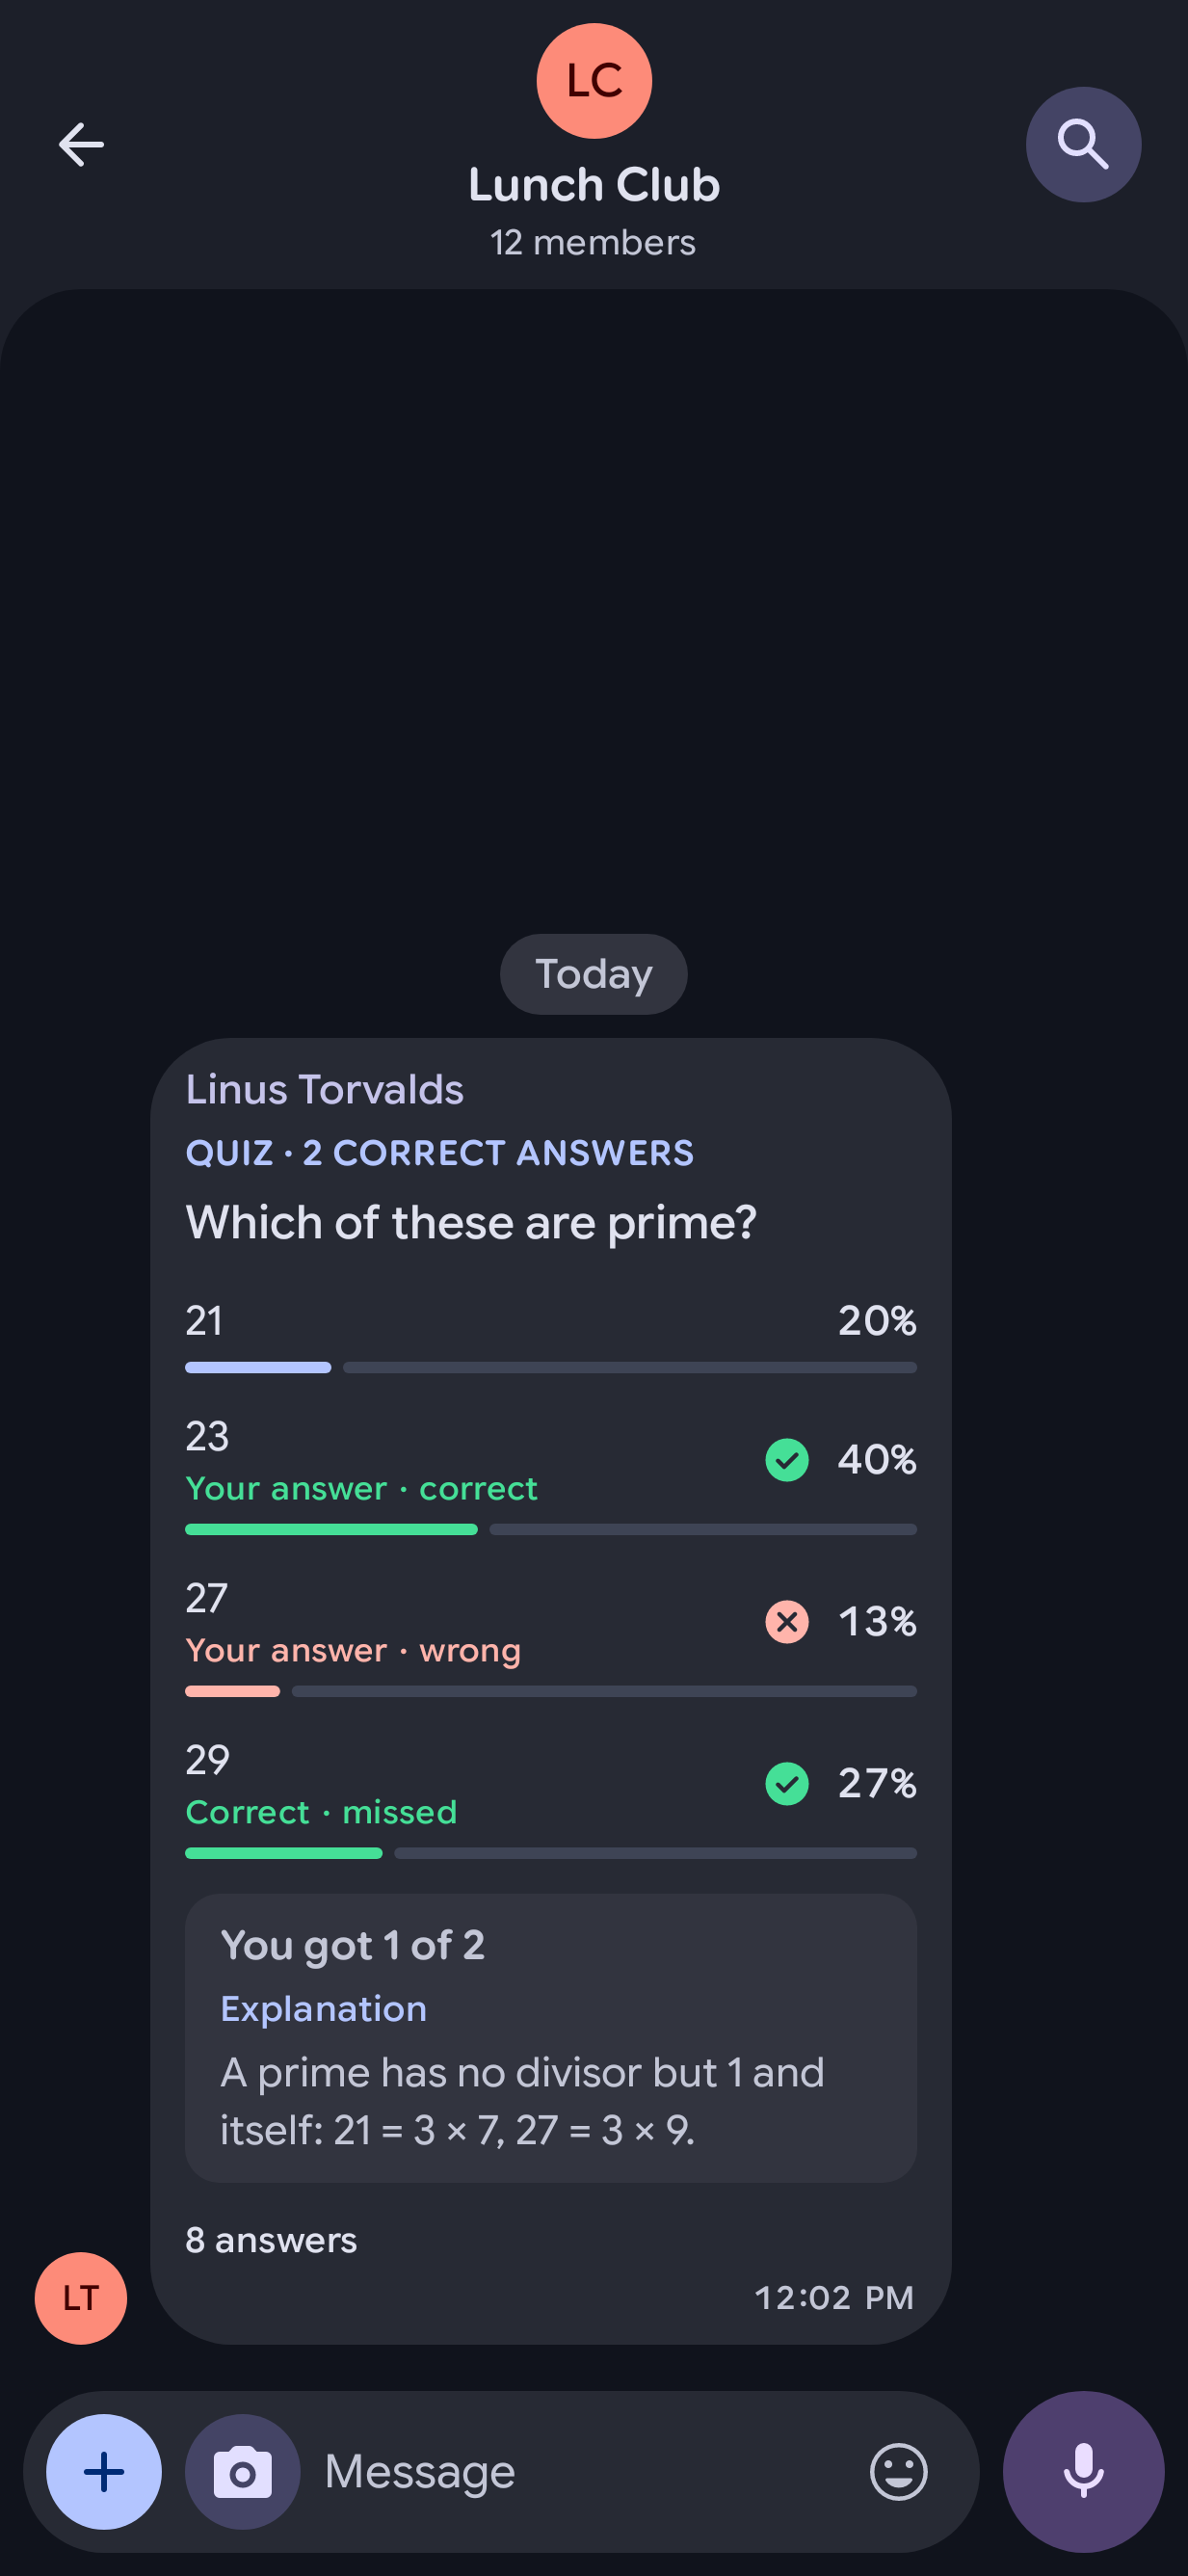 LC
Lunch Club
12 members
Today
Linus Torvalds
QUIZ · 2 CORRECT ANSWERS
Which of these are prime?
21 20%
23 40%
Your answer · correct
27 13%
Your answer · wrong
29 27%
Correct · missed
You got 1 of 2
Explanation
A prime has no divisor but 1 and
itself: 21 = 3 × 7, 27 = 3 × 9.
8 answers
LT
12:02 PM
Message